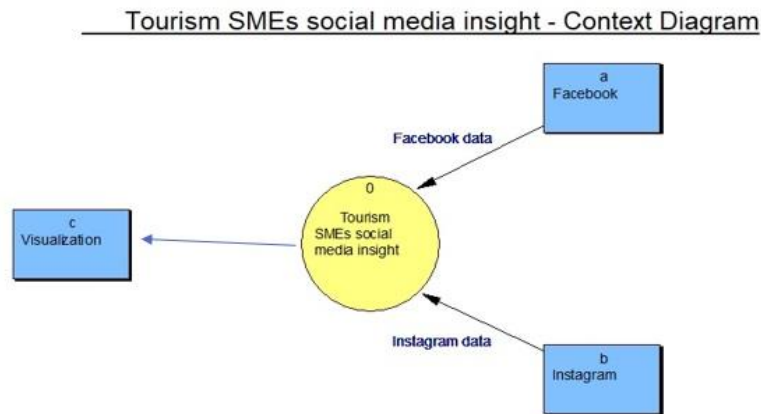 Tourism SMEs social media insight - Context Diagram
a
Facebook
Facebook data
0
Tourism
SMEs social
media insight
c
Visualization
Instagram data
b
Instagram